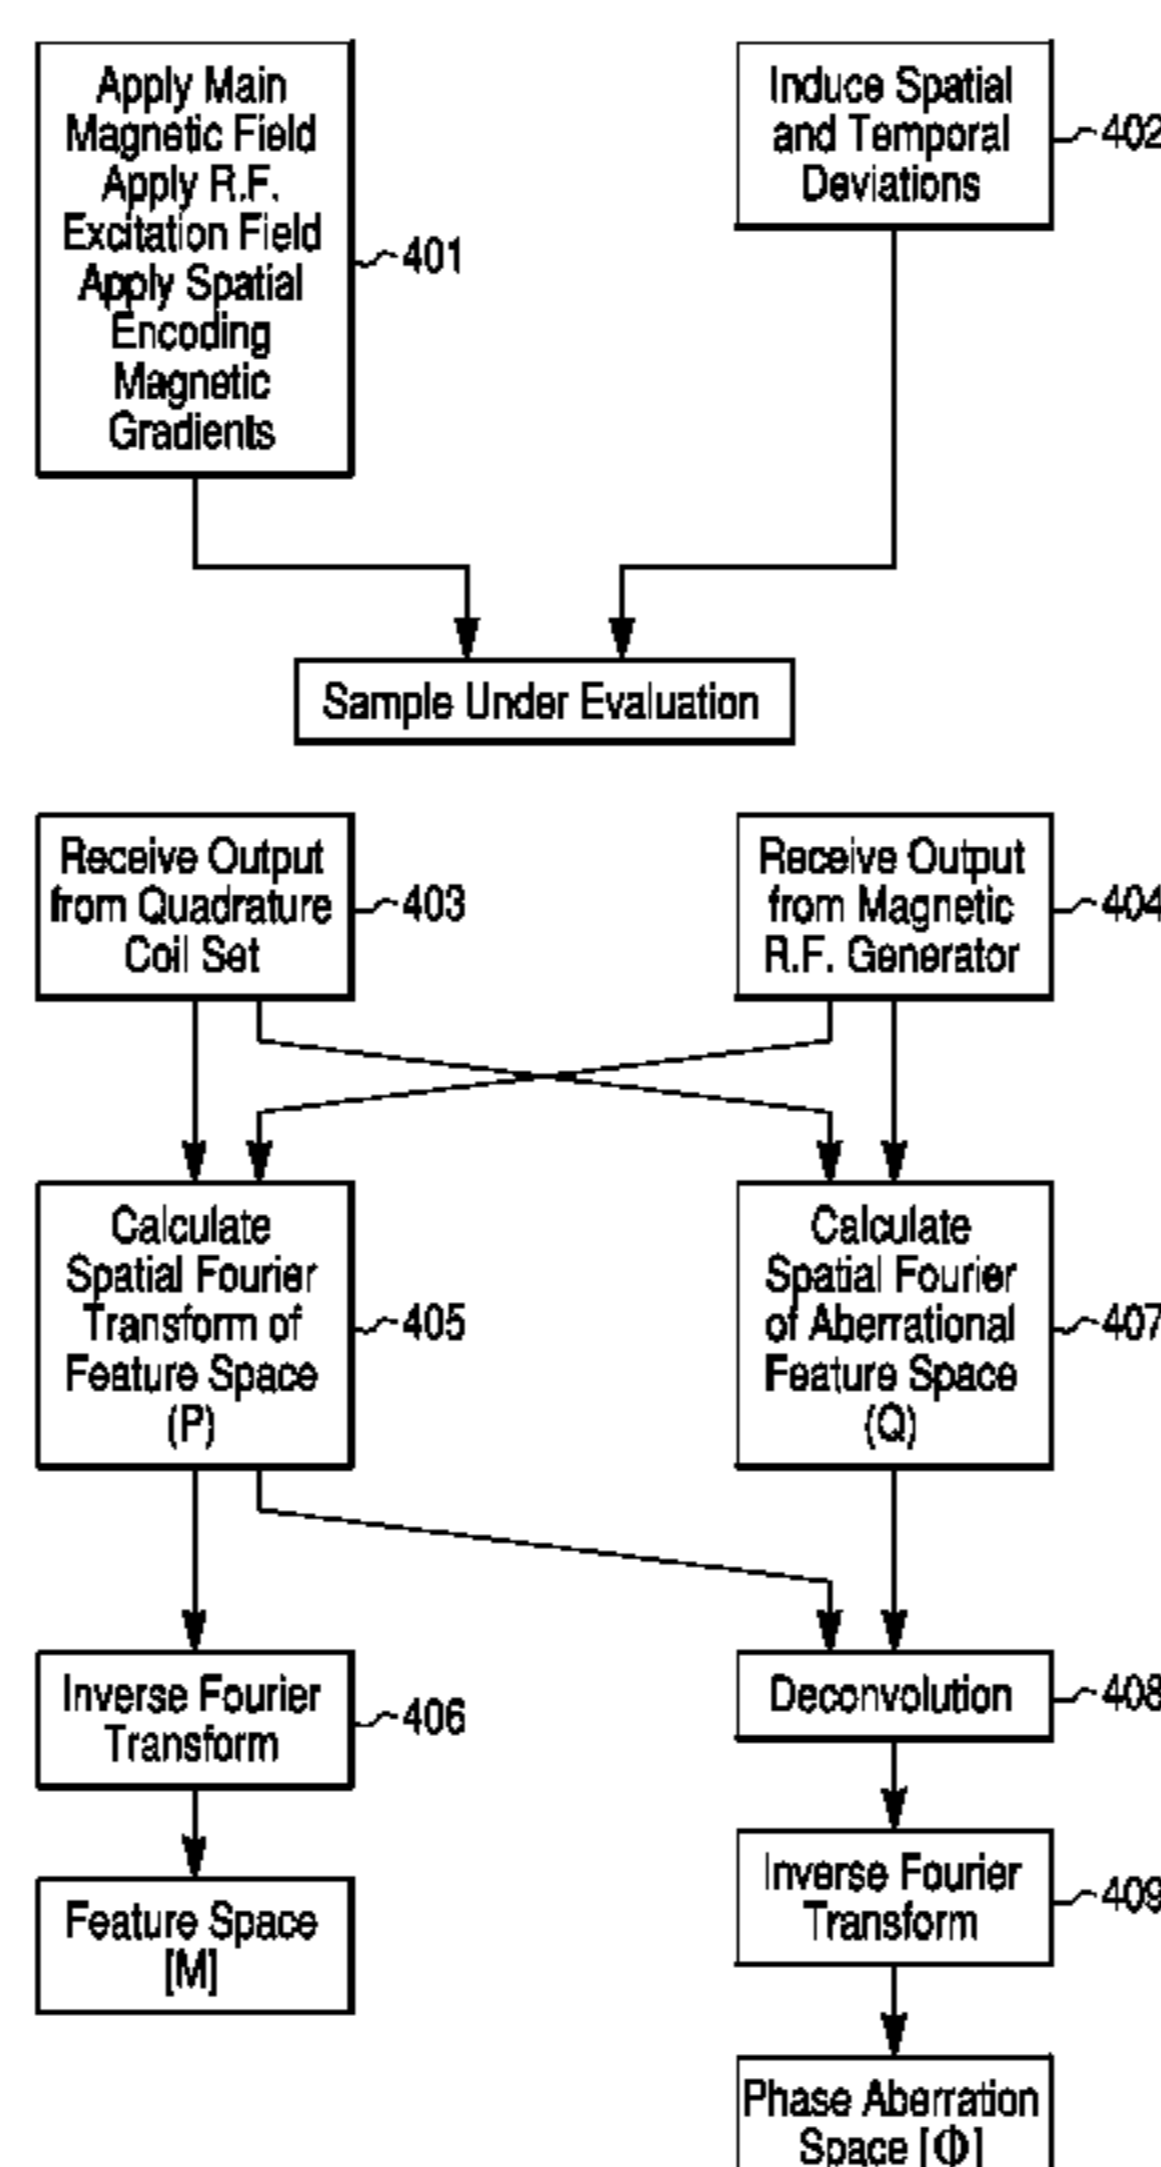 Apply Main
Magnetic Field
Apply R.F.
Excitation Field
Apply Spatial
Encoding
Magnetic
Gradients
401
Induce Spatial
and Temporal
Deviations
402
Sample Under Evaluation
Receive Output
from Quadrature
Coil Set
403
Receive Output
from Magnetic
R.F. Generator
404
Calculate
Spatial Fourier
Transform of
Feature Space
(P)
405
Calculate
Spatial Fourier
of Aberrational
Feature Space
(Q)
407
Inverse Fourier
Transform
406
Deconvolution
408
Feature Space
[M]
Inverse Fourier
Transform
409
Phase Aberration
Space [Φ]